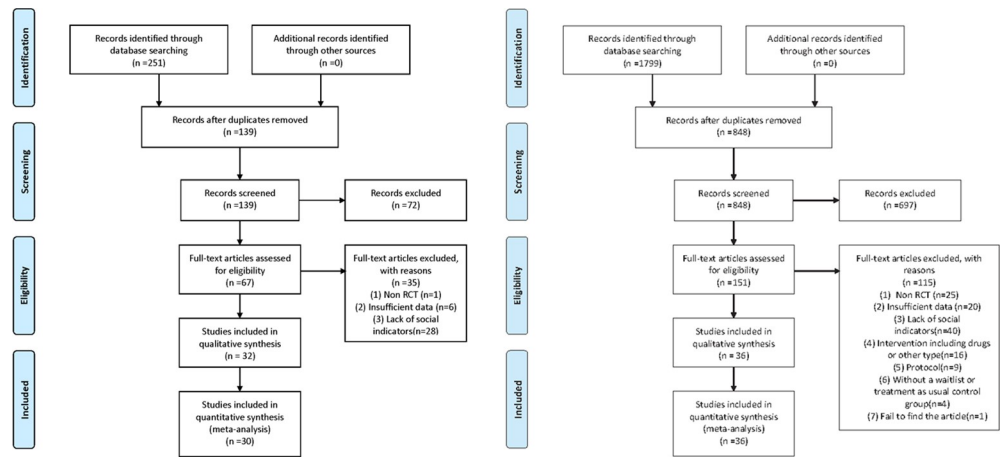 Identification
Records identified through
database searching
(n =251)
Additional records identified
through other sources
(n =0)
Records after duplicates removed
(n =139)
Screening
Records screened
(n =139)
Records excluded
(n =72)
Eligibility
Full-text articles assessed
for eligibility
(n =67)
Full-text articles excluded,
with reasons
(n =35)
(1) Non RCT (n=1)
(2) Insufficient data (n=6)
(3) Lack of social
indicators(n=28)
Studies included in
qualitative synthesis
(n = 32)
Included
Studies included in
quantitative synthesis
(meta-analysis)
(n =30)
Identification
Records identified through
database searching
(n =1799)
Additional records identified
through other sources
(n =0)
Records after duplicates removed
(n =848)
Screening
Records screened
(n =848)
Records excluded
(n =697)
Eligibility
Full-text articles assessed
for eligibility
(n =151)
Full-text articles excluded, with
reasons
(n =115)
(1) Non RCT(n=25)
(2) Insufficient data(n=20)
(3) Lack of social
indicators(n=40)
(4) Intervention including drugs
or other type(n=16)
(5) Protocol(n=9)
(6) Without a waitlist or
treatment as usual control
group(n=4)
(7) Fail to find the article(n=1)
Studies included in
qualitative synthesis
(n =36)
Included
Studies included in
quantitative synthesis
(meta-analysis)
(n =36)